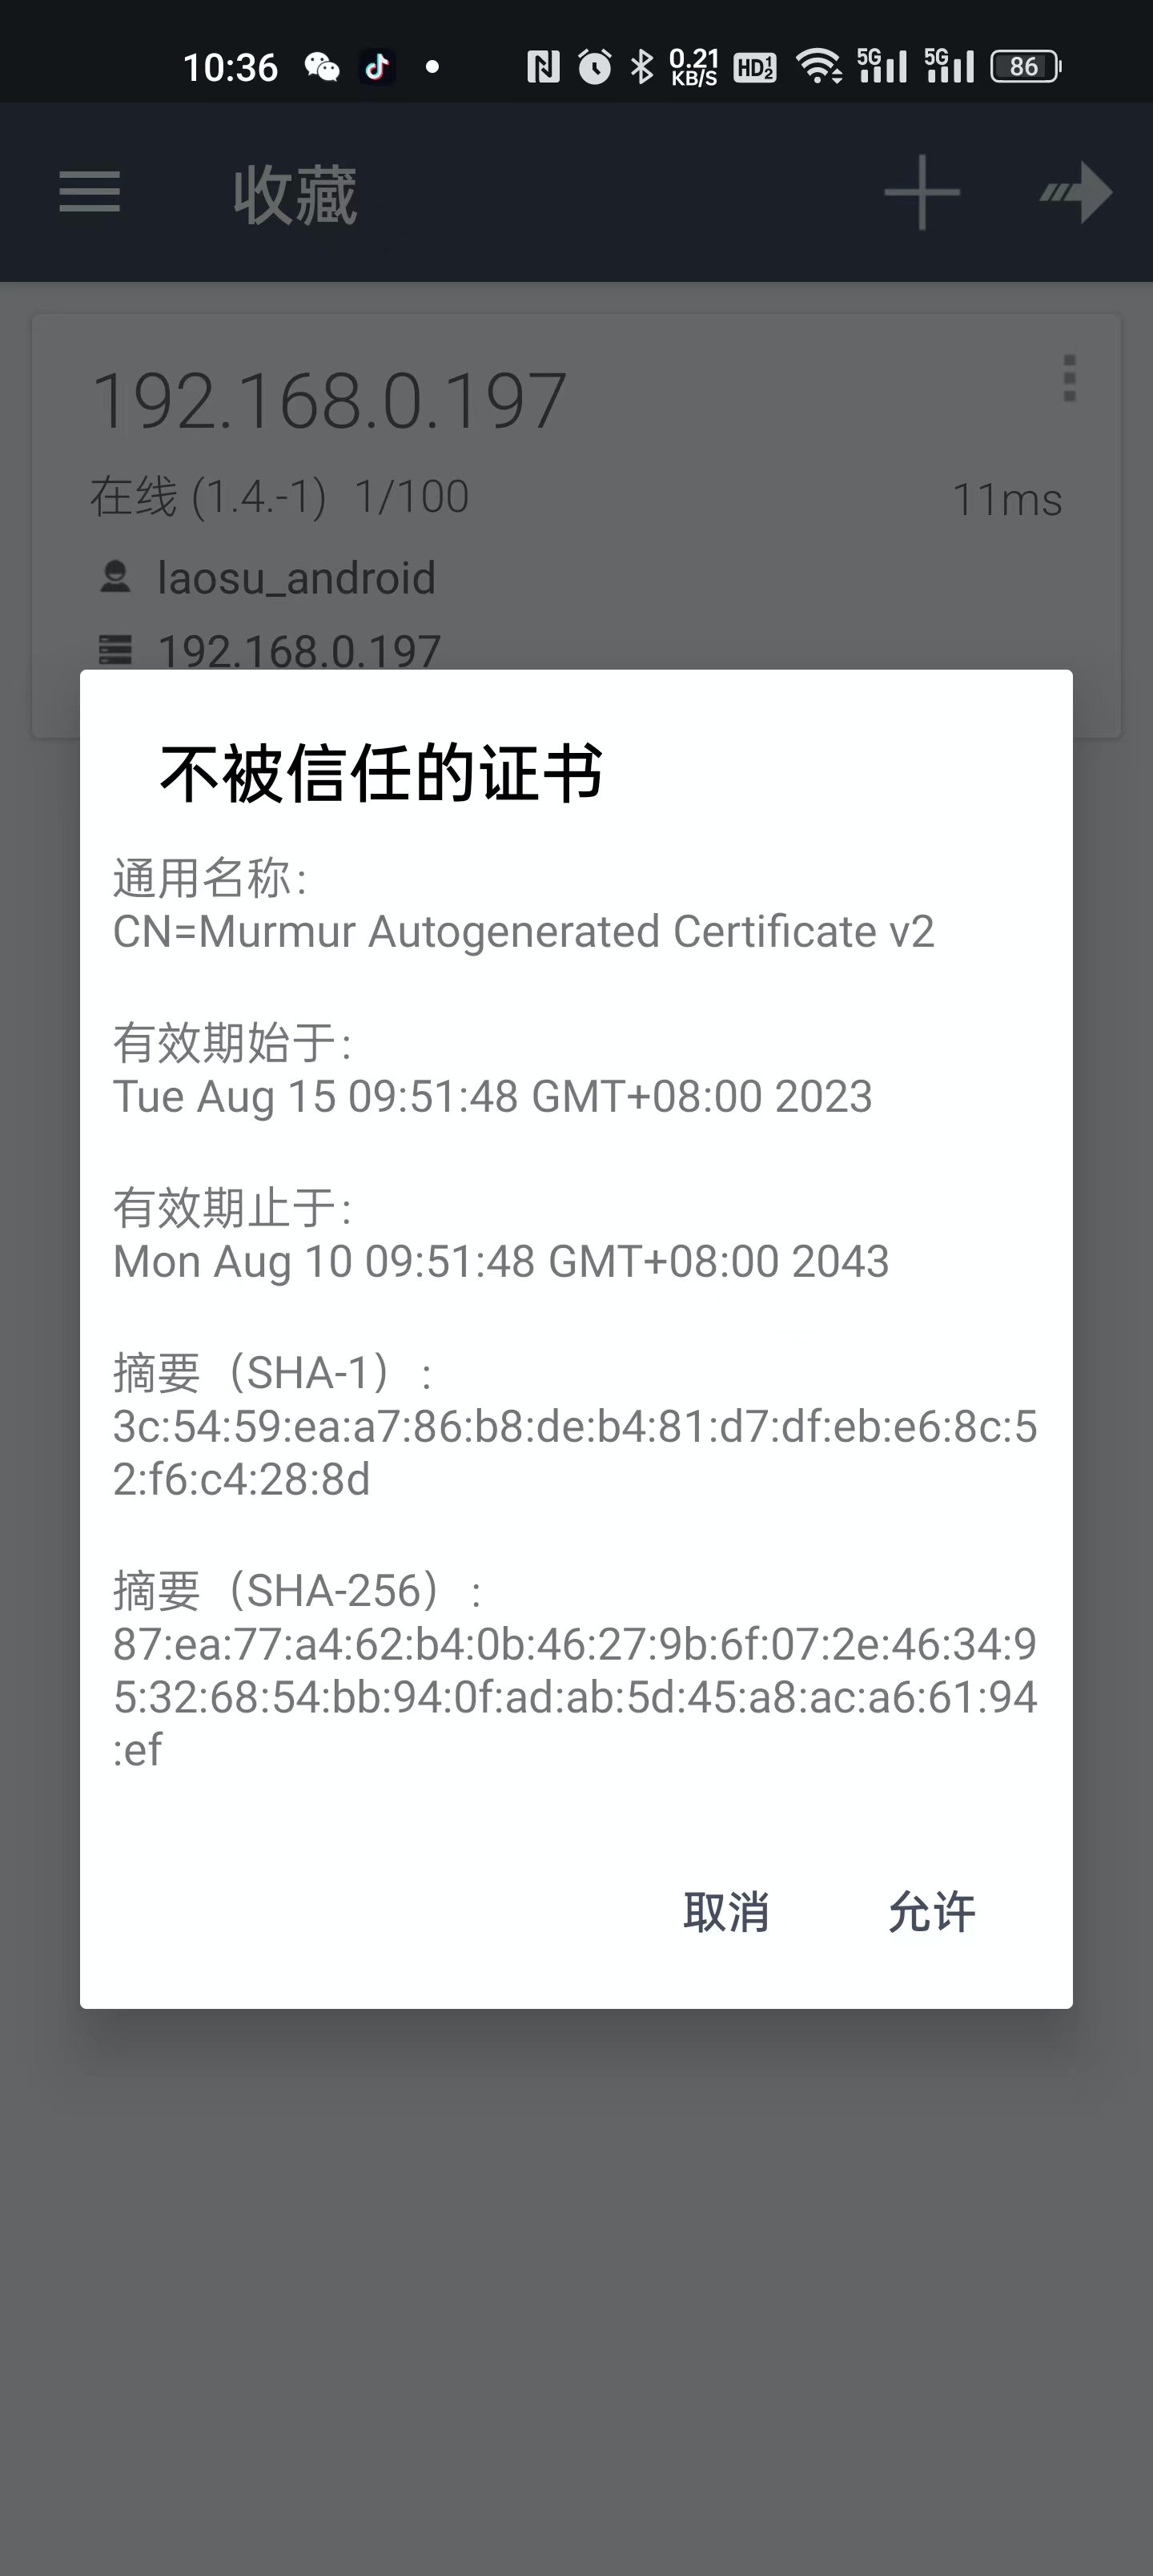 10:36 0.21 KB/S HD 1 2 5G 5G 86
收藏
192.168.0.197
在线 (1.4.-1) 1/100 11ms
laosu_android
192.168.0.197
不被信任的证书
通用名称：
CN=Murmur Autogenerated Certificate v2
有效期始于：
Tue Aug 15 09:51:48 GMT+08:00 2023
有效期止于：
Mon Aug 10 09:51:48 GMT+08:00 2043
摘要（SHA-1）：
3c:54:59:ea:a7:86:b8:de:b4:81:d7:df:eb:e6:8c:5
2:f6:c4:28:8d
摘要（SHA-256）：
87:ea:77:a4:62:b4:0b:46:27:9b:6f:07:2e:46:34:9
5:32:68:54:bb:94:0f:ad:ab:5d:45:a8:ac:a6:61:94
:ef
取消 允许